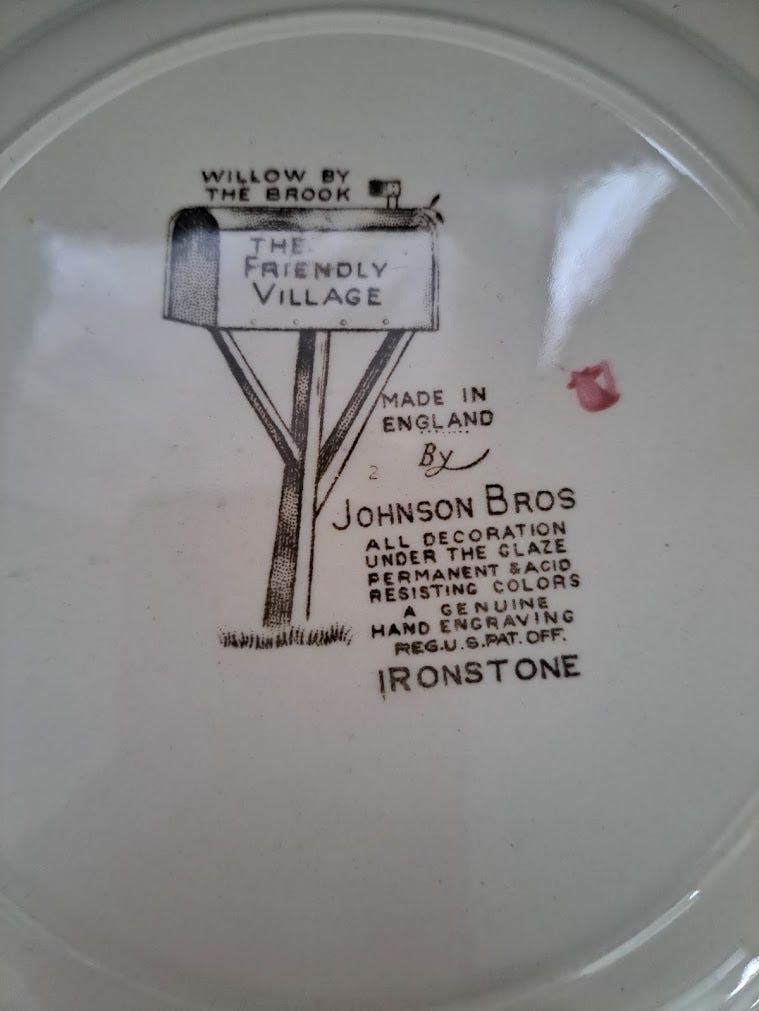 WILLOW BY
THE BROOK
THE
FRIENDLY
VILLAGE
MADE IN
ENGLAND
By
2
JOHNSON BROS
ALL DECORATION
UNDER THE GLAZE
PERMANENT & ACID
RESISTING COLORS
A GENUINE
HAND ENGRAVING
REG.U.S.PAT.OFF.
IRONSTONE